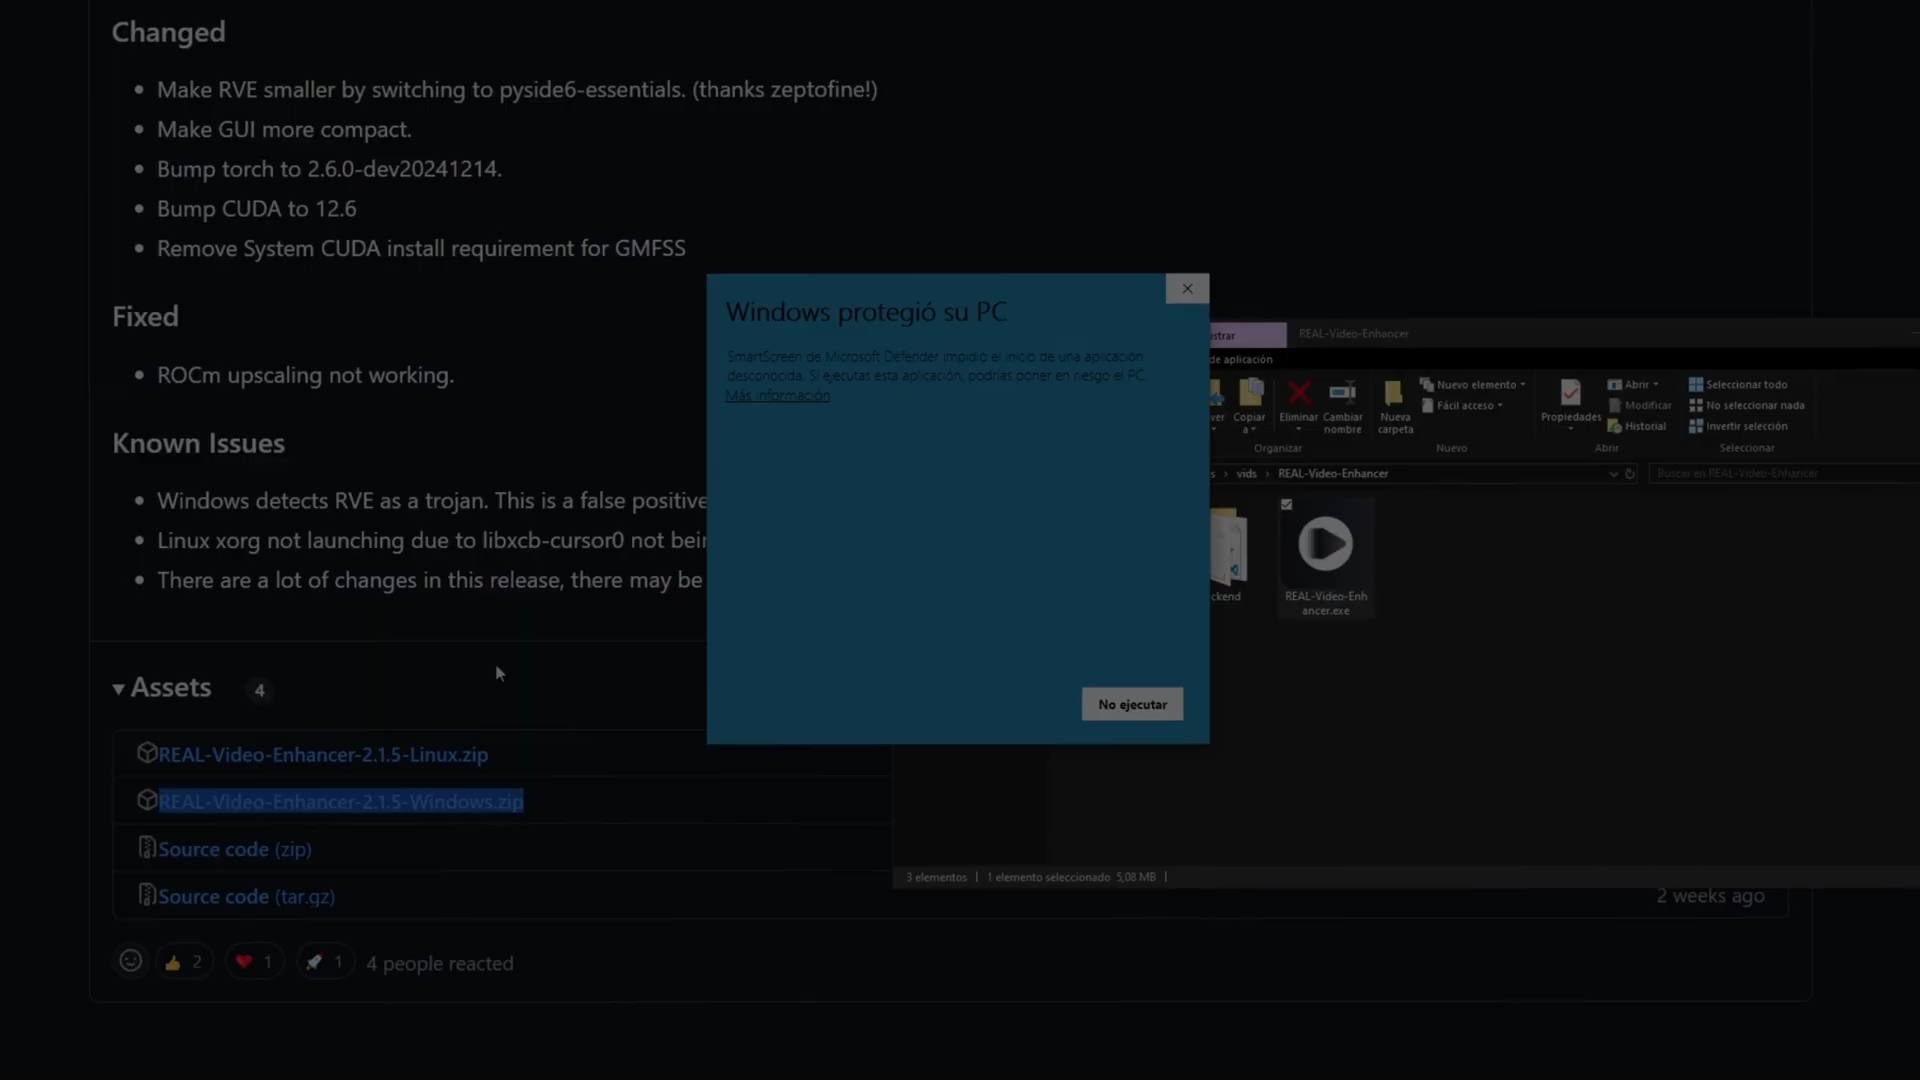 Changed
Make RVE smaller by switching to pyside6-essentials. (thanks zeptofine!)
Make GUI more compact.
Bump torch to 2.6.0-dev20241214.
Bump CUDA to 12.6
Remove System CUDA install requirement for GMFSS
Fixed
ROCm upscaling not working.
Known Issues
Windows detects RVE as a trojan. This is a false positive
Linux xorg not launching due to libxcb-cursor0 not
There are a lot of changes in this release, there may be
Assets 4
REAL-Video-Enhancer-2.1.5-Linux.zip
REAL-Video-Enhancer-2.1.5-Windows.zip
Source code (zip)
Source code (tar.gz)
2 weeks ago
2
1
1
4 people reacted
Windows protegió su PC
SmartScreen de Microsoft Defender impidió el inicio de una aplicación
desconocida. Si ejecutas esta aplicación, podrías poner en riesgo el PC.
Más información
No ejecutar
REAL-Video-Enhancer
de aplicación
Copiar
a
Eliminar
Cambiar
nombre
Organizar
Nueva
carpeta
Nuevo elemento
Fácil acceso
Nuevo
Propiedades
Abrir
Modificar
Historial
Abrir
Seleccionar todo
No seleccionar nada
Invertir selección
Seleccionar
vids › REAL-Video-Enhancer
Buscar en REAL-Video-Enhancer
ckend
REAL-Video-Enh
ancer.exe
3 elementos
1 elemento seleccionado 5,08 MB